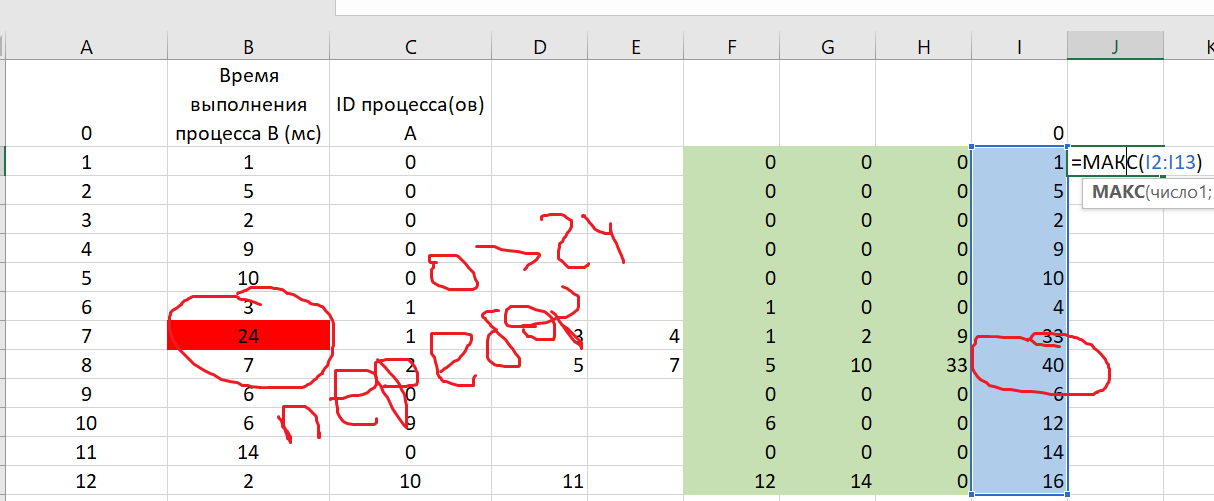 A B C D E F G H I J K
Время
выполнения ID процесса(ов)
0 процесса B (мс) A 0
1 1 0 0 0 0 1 =МАКС(I2:I13)
2 5 0 0 0 0 5 МАКС(число1;
3 2 0 0 0 0 2
4 9 0 0 0 0 9
→ 24
5 10 0 0 0 0 10
6 3 1 1 0 0 4
7 24 1 3 4 1 2 9 33
8 7 2 5 7 5 10 33 40
9 6 0 0 0 0 6
10 6 9 6 0 0 12
11 14 0 0 0 0 14
12 2 10 11 12 14 0 16